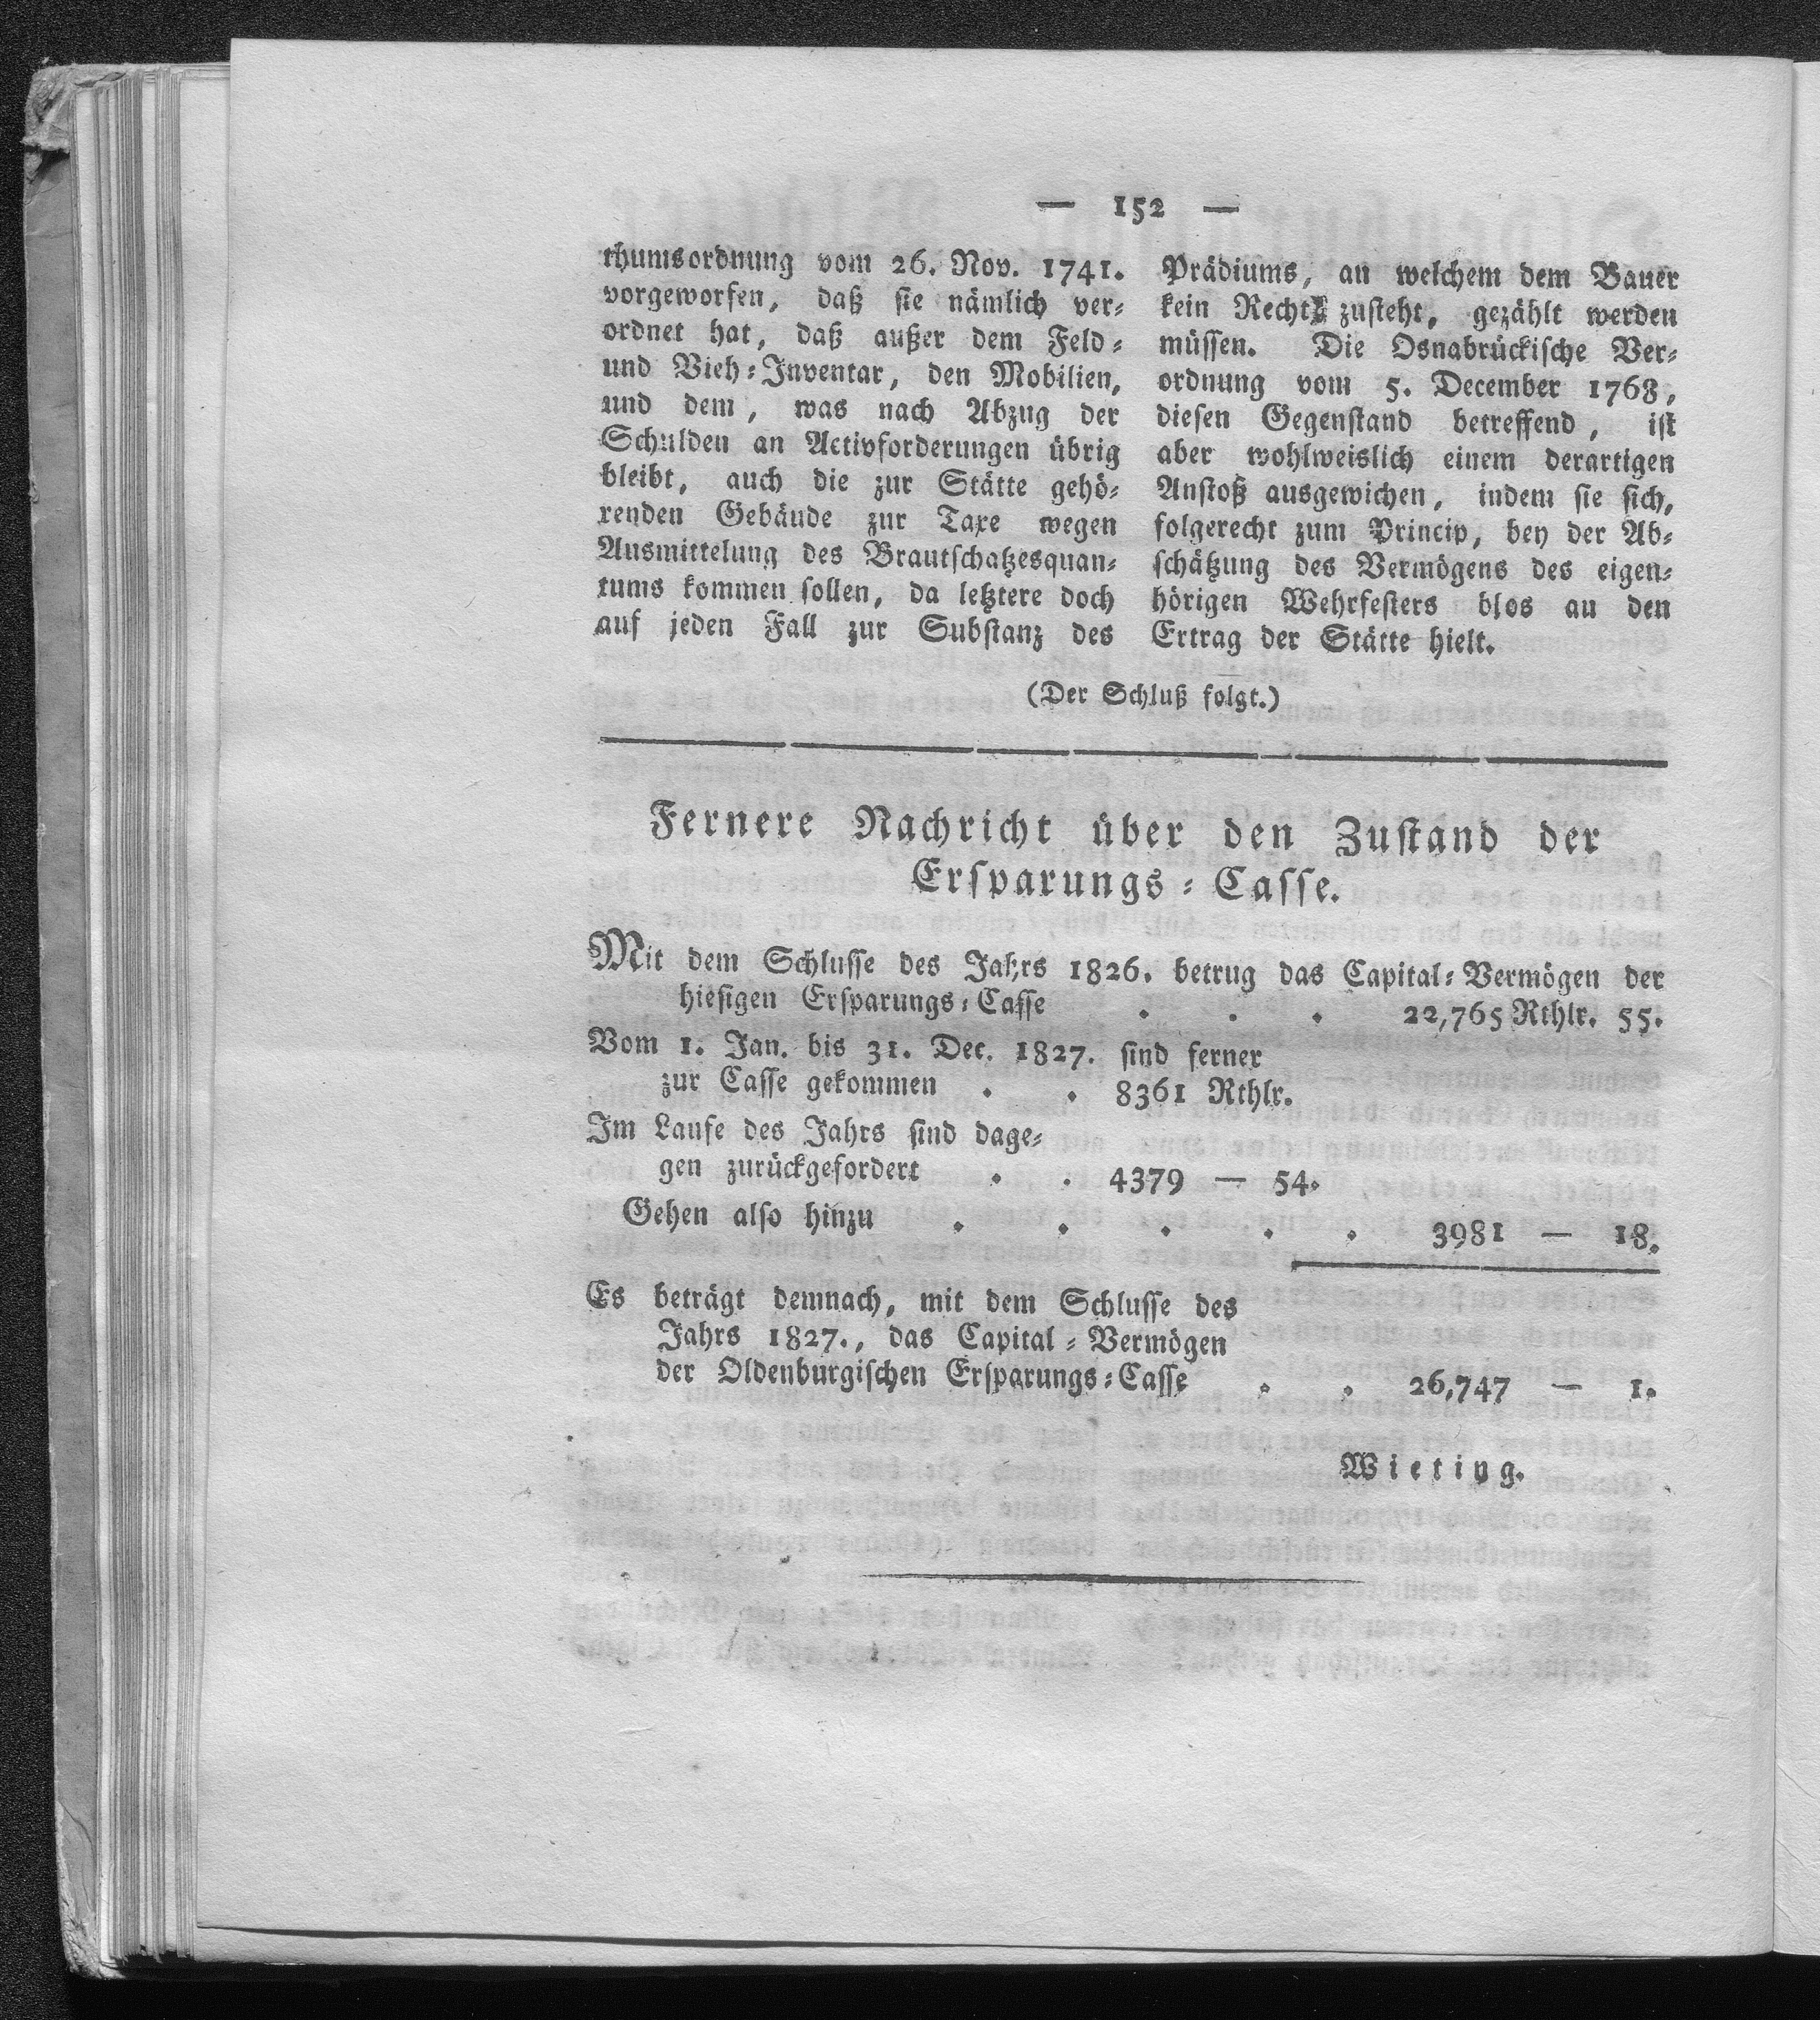 — 152 —
thumsordnung vom 26. Nov. 1741.
vorgeworfen, daß sie nämlich ver-
ordnet hat, daß außer dem Feld-
und Vieh-Inventar, den Mobilien,
und dem, was nach Abzug der
Schulden an Activforderungen übrig
bleibt, auch die zur Stätte gehö-
renden Gebäude zur Taxe wegen
Ausmittelung des Brautschatzesquan-
tums kommen sollen, da letztere doch
auf jeden Fall zur Substanz des
Prädiums, an welchem dem Bauer
kein Recht zusteht, gezählt werden
müssen. Die Osnabrückische Ver-
ordnung vom 5. December 1768,
diesen Gegenstand betreffend, ist
aber wohlweislich einem derartigen
Anstoß ausgewichen, indem sie sich,
folgerecht zum Princip, bey der Ab-
schätzung des Vermögens des eigen-
hörigen Wehrfesters blos an den
Ertrag der Stätte hielt.
(Der Schluß folgt.)
Fernere Nachricht über den Zustand der
Ersparungs-Casse.
Mit dem Schlusse des Jahrs 1826. betrug das Capital-Vermögen der
hiesigen Ersparungs-Casse . . . 22,765 Rthlr. 55.
Vom 1. Jan. bis 31. Dec. 1827. sind ferner
zur Casse gekommen . . 8361 Rthlr.
Im Laufe des Jahrs sind dage-
gen zurückgefordert . . 4379 — 54.
Gehen also hinzu . . . . . 3981 — 18.
Es beträgt demnach, mit dem Schlusse des
Jahrs 1827., das Capital-Vermögen
der Oldenburgischen Ersparungs-Casse . . 26,747 — 1.
Wieting.